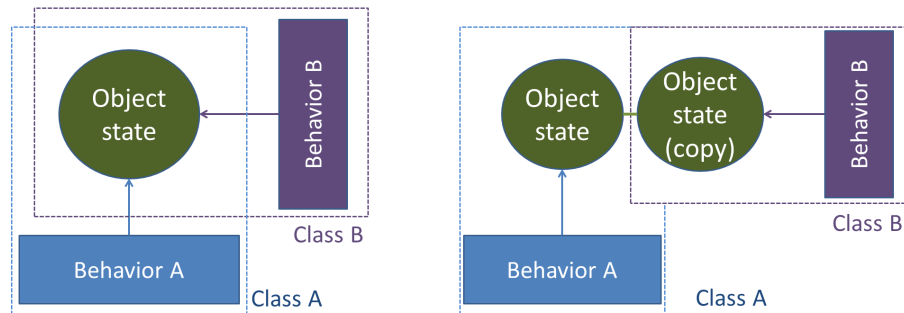 Object
state
Behavior B
Class B
Behavior A
Class A
Object
state
Object
state
(copy)
Behavior B
Class B
Behavior A
Class A